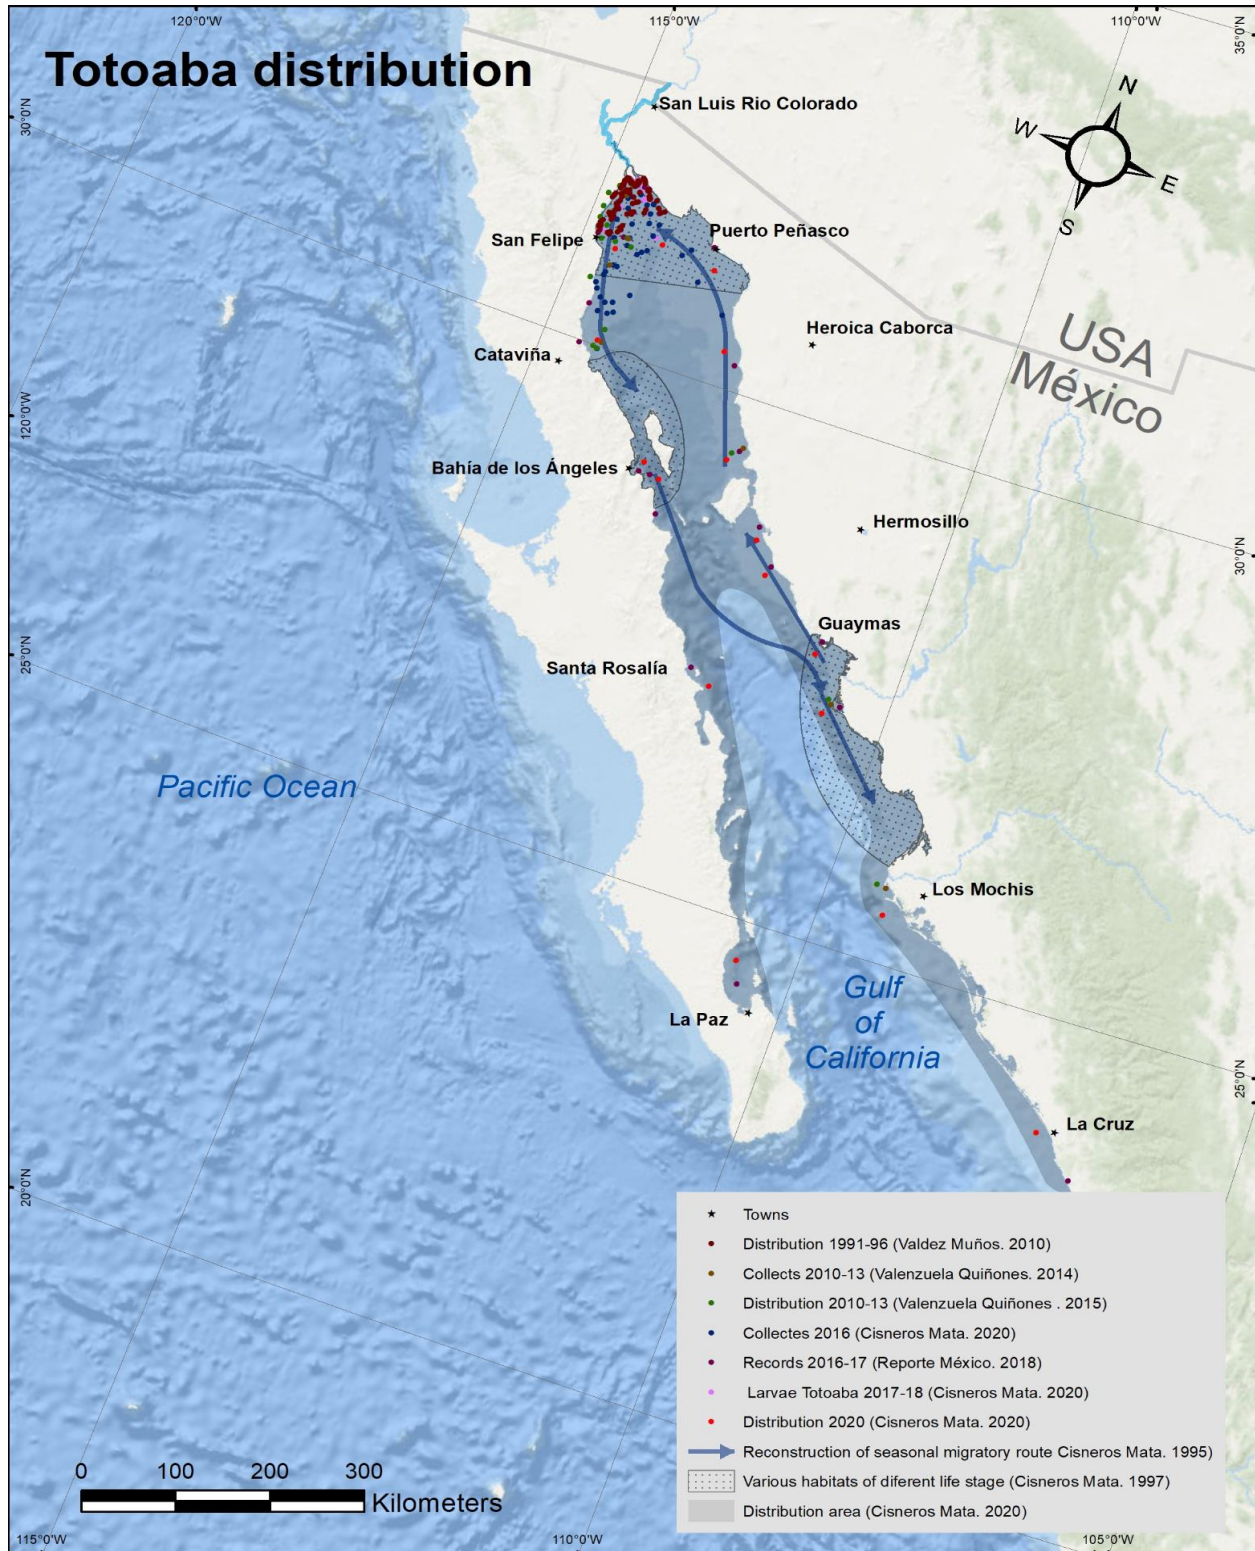 120°0'W
115°0'W
110°0'W
35°0'N
Totoaba distribution
30°0'N
San Luis Rio Colorado
N
W
E
S
San Felipe
Puerto Peñasco
USA
México
Heroica Caborca
Cataviña
120°0'W
Bahía de los Ángeles
Hermosillo
30°0'N
Guaymas
25°0'N
Santa Rosalía
Pacific Ocean
Los Mochis
Gulf
of
California
La Paz
25°0'N
La Cruz
20°0'N
Towns
Distribution 1991-96 (Valdez Muños. 2010)
Collects 2010-13 (Valenzuela Quiñones. 2014)
Distribution 2010-13 (Valenzuela Quiñones . 2015)
Collectes 2016 (Cisneros Mata. 2020)
Records 2016-17 (Reporte México. 2018)
Larvae Totoaba 2017-18 (Cisneros Mata. 2020)
Distribution 2020 (Cisneros Mata. 2020)
Reconstruction of seasonal migratory route Cisneros Mata. 1995)
Various habitats of diferent life stage (Cisneros Mata. 1997)
Distribution area (Cisneros Mata. 2020)
0 100 200 300
Kilometers
115°0'W
110°0'W
105°0'W